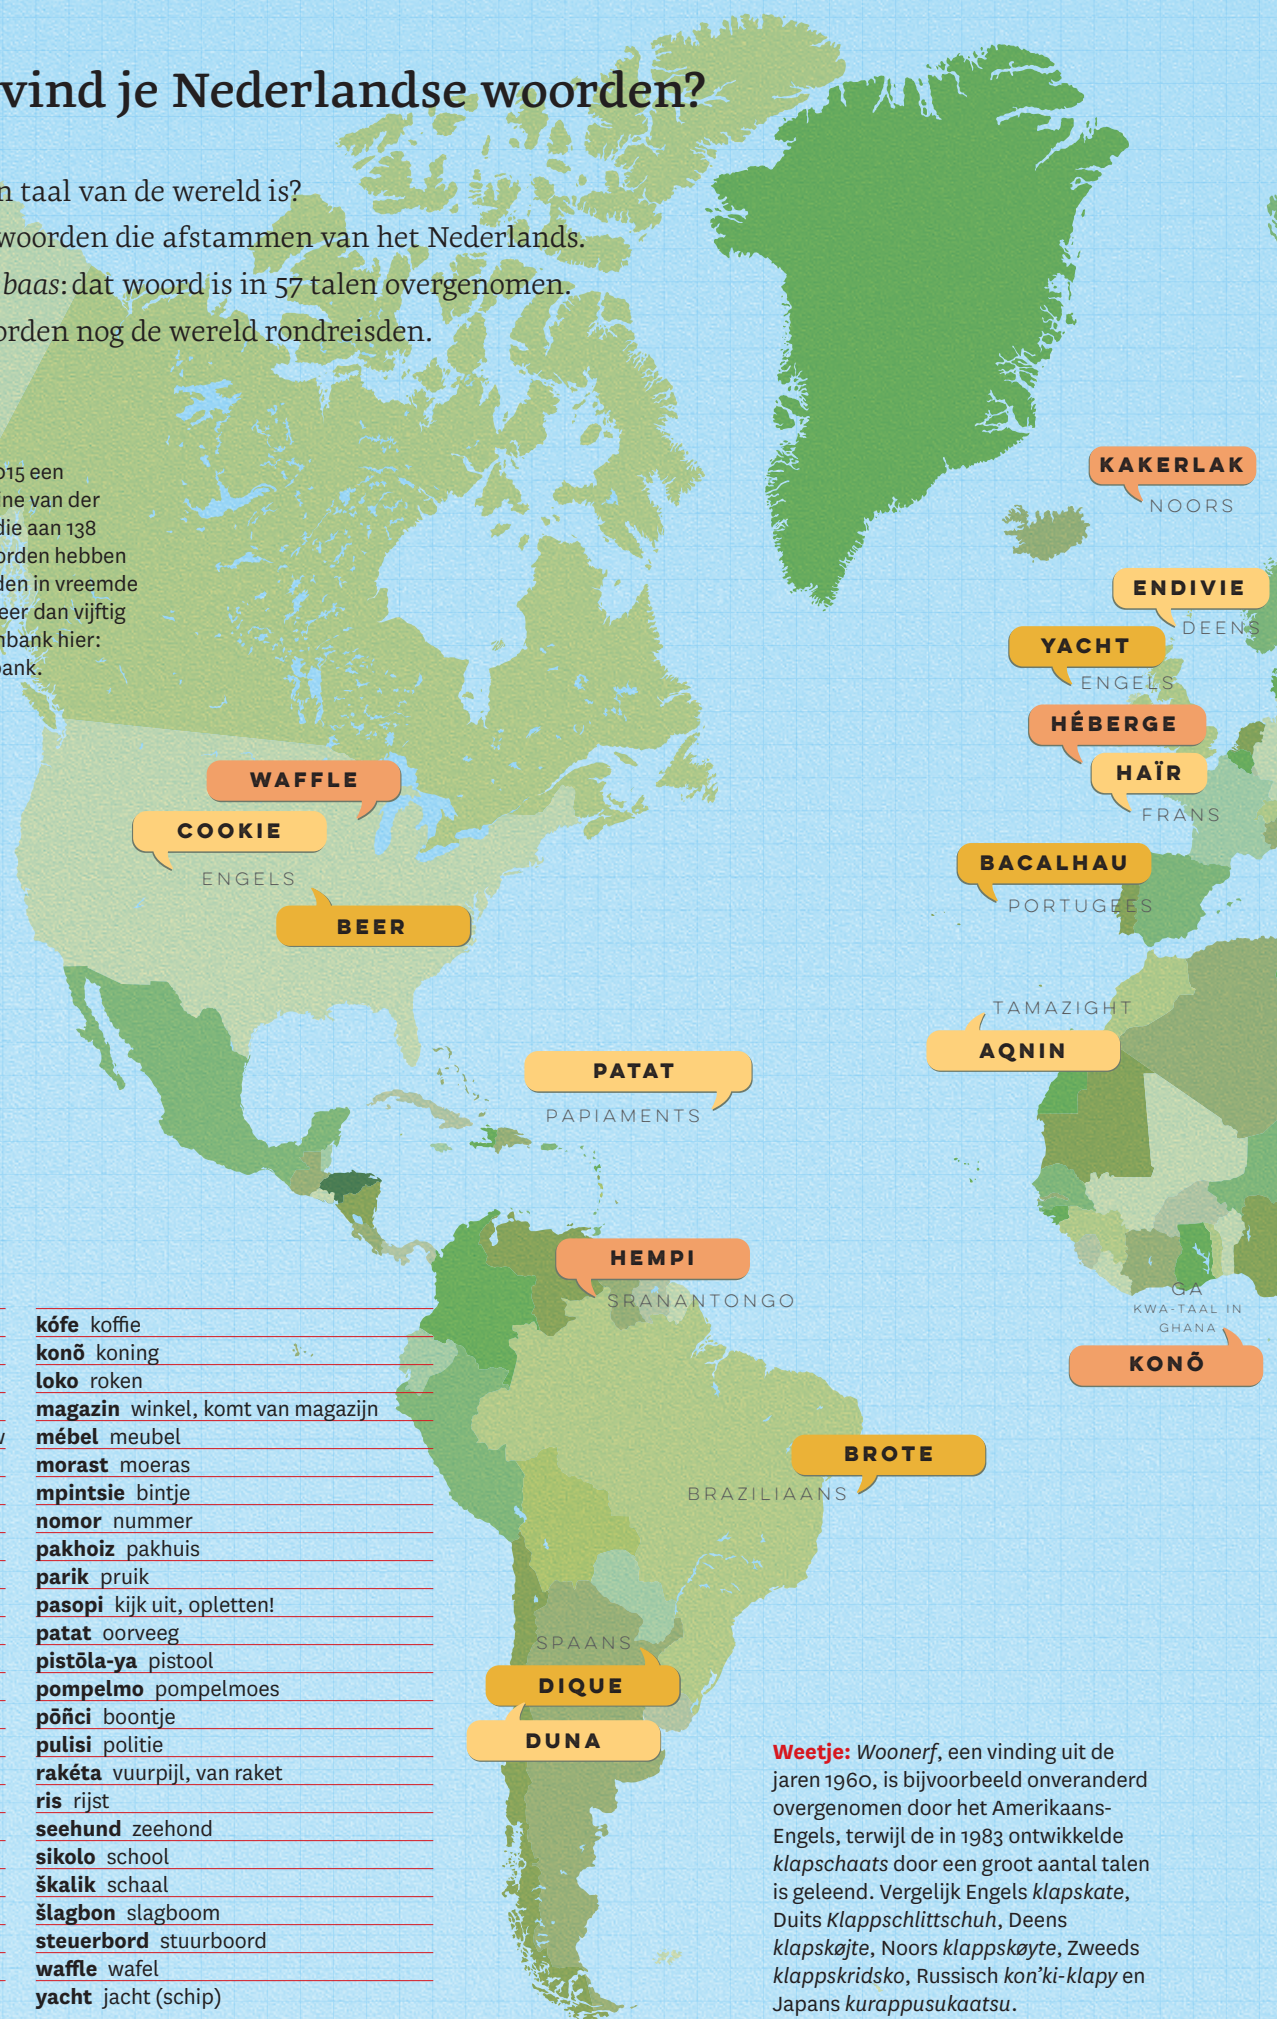 vind je Nederlandse woorden?
n taal van de wereld is?
woorden die afstammen van het Nederlands.
baas: dat woord is in 57 talen overgenomen.
orden nog de wereld rondreisden.
015 een
ine van der
die aan 138
orden hebben
den in vreemde
eer dan vijftig
nbank hier:
bank.
KAKERLAK
NOORS
ENDIVIE
DEENS
YACHT
ENGELS
HÉBERGE
HAÏR
FRANS
WAFFLE
COOKIE
ENGELS
BEER
BACALHAU
PORTUGEES
TAMAZIGHT
AQNIN
PATAT
PAPIAMENTS
HEMPI
SRANANTONGO
GA
KWA-TAAL IN
GHANA
KONÕ
BROTE
BRAZILIAANS
SPAANS
DIQUE
DUNA
kófe koffie
konõ koning
loko roken
magazin winkel, komt van magazijn
mébel meubel
morast moeras
mpintsie bintje
nomor nummer
pakhoiz pakhuis
parik pruik
pasopi kijk uit, opletten!
patat oorveeg
pistōla-ya pistool
pompelmo pompelmoes
pōñci boontje
pulisi politie
rakéta vuurpijl, van raket
ris rijst
seehund zeehond
sikolo school
škalik schaal
šlagbon slagboom
steuerbord stuurboord
waffle wafel
yacht jacht (schip)
Weetje: Woonerf, een vinding uit de
jaren 1960, is bijvoorbeeld onveranderd
overgenomen door het Amerikaans-
Engels, terwijl de in 1983 ontwikkelde
klapschaats door een groot aantal talen
is geleend. Vergelijk Engels klapskate,
Duits Klappschlittschuh, Deens
klapskøjte, Noors klappskøyte, Zweeds
klappskridsko, Russisch kon'ki-klapy en
Japans kurappusukaatsu.